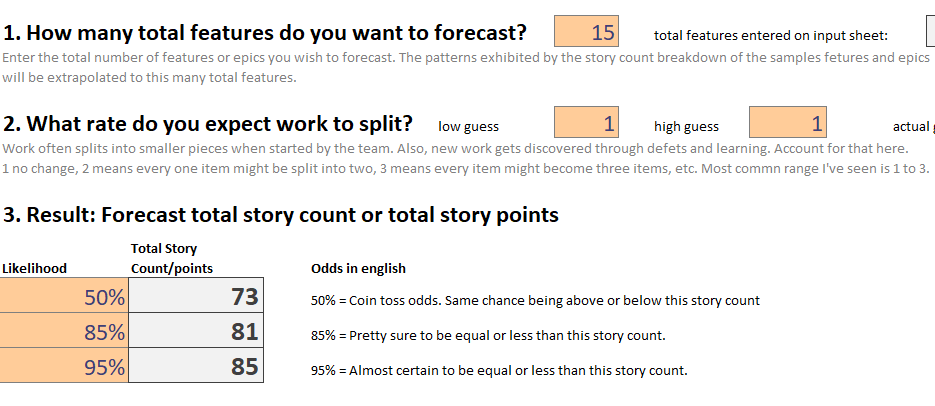 1. How many total features do you want to forecast? 15 total features entered on input sheet:
Enter the total number of features or epics you wish to forecast. The patterns exhibited by the story count breakdown of the samples fetures and epics
will be extrapolated to this many total features.
2. What rate do you expect work to split? low guess 1 high guess 1 actual
Work often splits into smaller pieces when started by the team. Also, new work gets discovered through defets and learning. Account for that here.
1 no change, 2 means every one item might be split into two, 3 means every item might become three items, etc. Most commn range I've seen is 1 to 3.
3. Result: Forecast total story count or total story points
Total Story
Likelihood Count/points Odds in english
50% 73 50% = Coin toss odds. Same chance being above or below this story count
85% 81 85% = Pretty sure to be equal or less than this story count.
95% 85 95% = Almost certain to be equal or less than this story count.